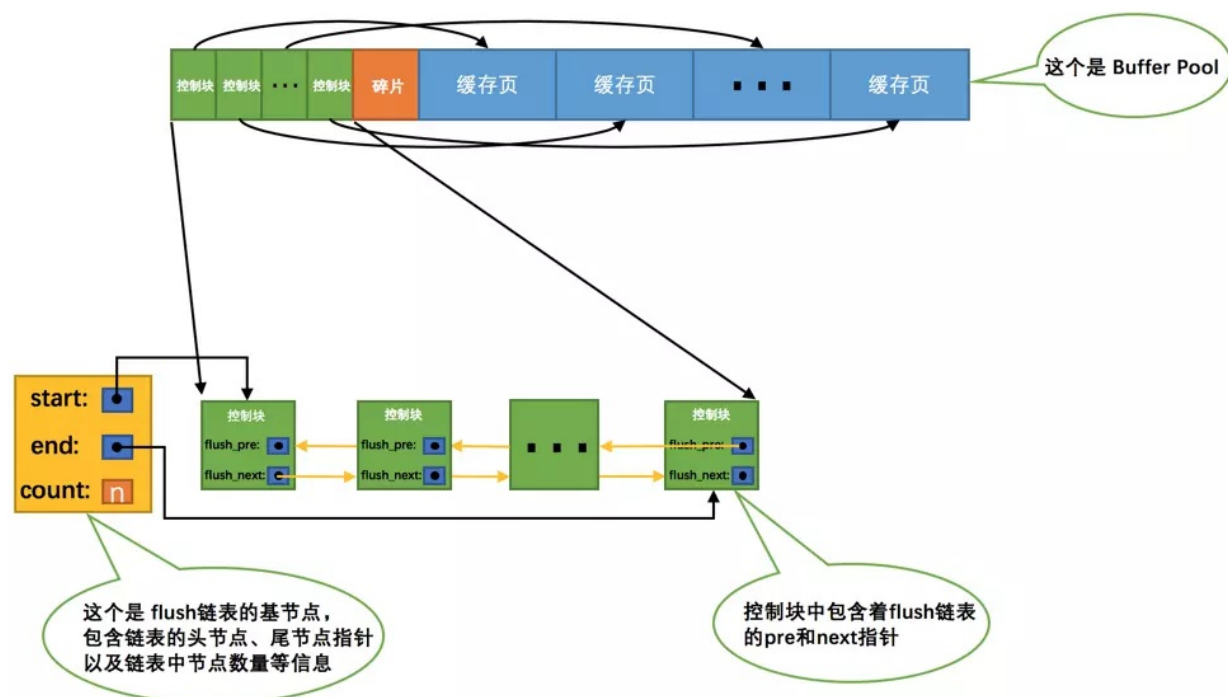 控制块 控制块 ··· 控制块 碎片 缓存页 缓存页 ··· 缓存页
这个是 Buffer Pool
start:
end:
count: n
控制块
flush_pre:
flush_next:
控制块
flush_pre:
flush_next:
···
控制块
flush_pre:
flush_next:
这个是 flush链表的基节点，
包含链表的头节点、尾节点指针
以及链表中节点数量等信息
控制块中包含着flush链表
的pre和next指针